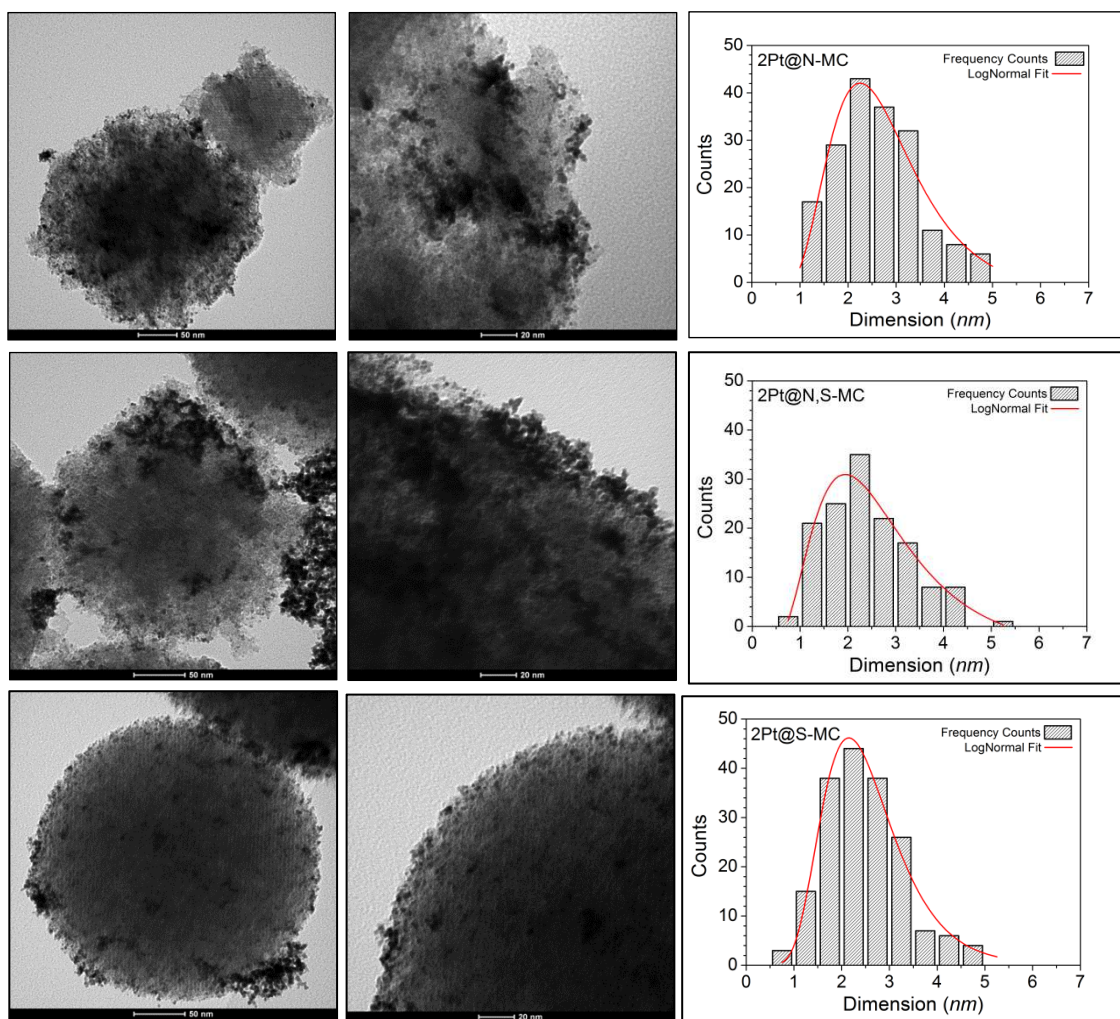 50 nm
20 nm
2Pt@N-MC
Frequency Counts
LogNormal Fit
Counts
50
40
30
20
10
0
0 1 2 3 4 5 6 7
Dimension (nm)
50 nm
20 nm
2Pt@N,S-MC
Frequency Counts
LogNormal Fit
Counts
50
40
30
20
10
0
0 1 2 3 4 5 6 7
Dimension (nm)
50 nm
20 nm
2Pt@S-MC
Frequency Counts
LogNormal Fit
Counts
50
40
30
20
10
0
0 1 2 3 4 5 6 7
Dimension (nm)